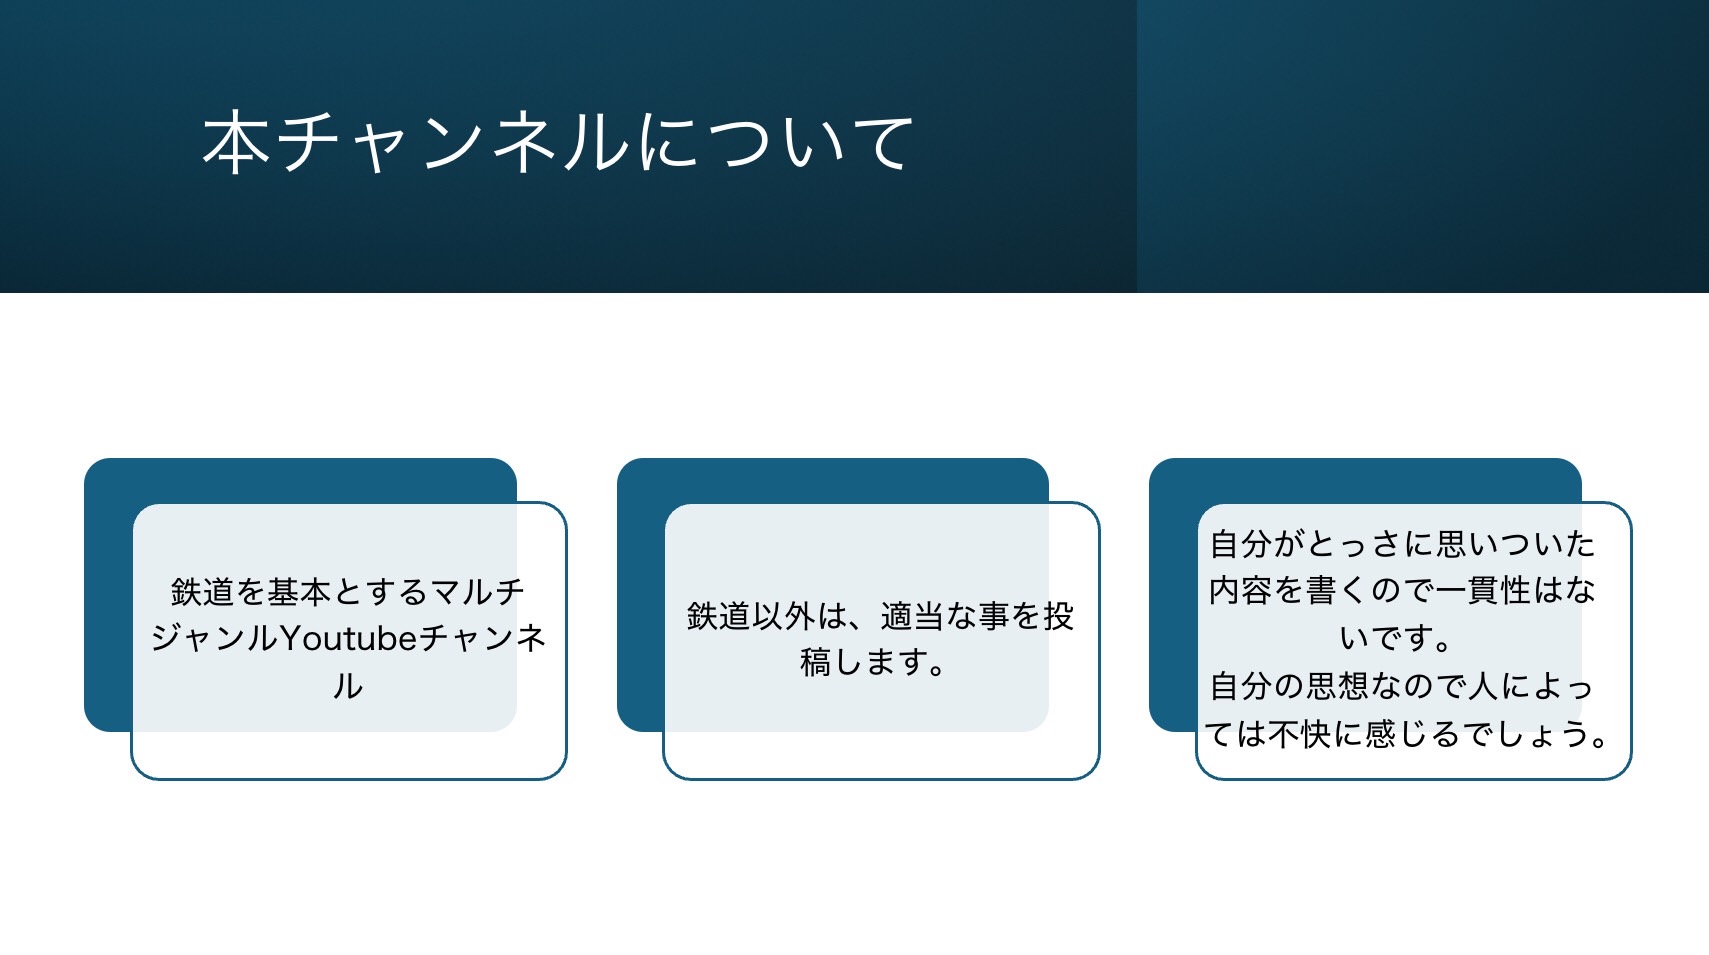 本チャンネルについて
鉄道を基本とするマルチ
ジャンルYoutubeチャンネ
ル
鉄道以外は、適当な事を投
稿します。
自分がとっさに思いついた
内容を書くので一貫性はな
いです。
自分の思想なので人によっ
ては不快に感じるでしょう。